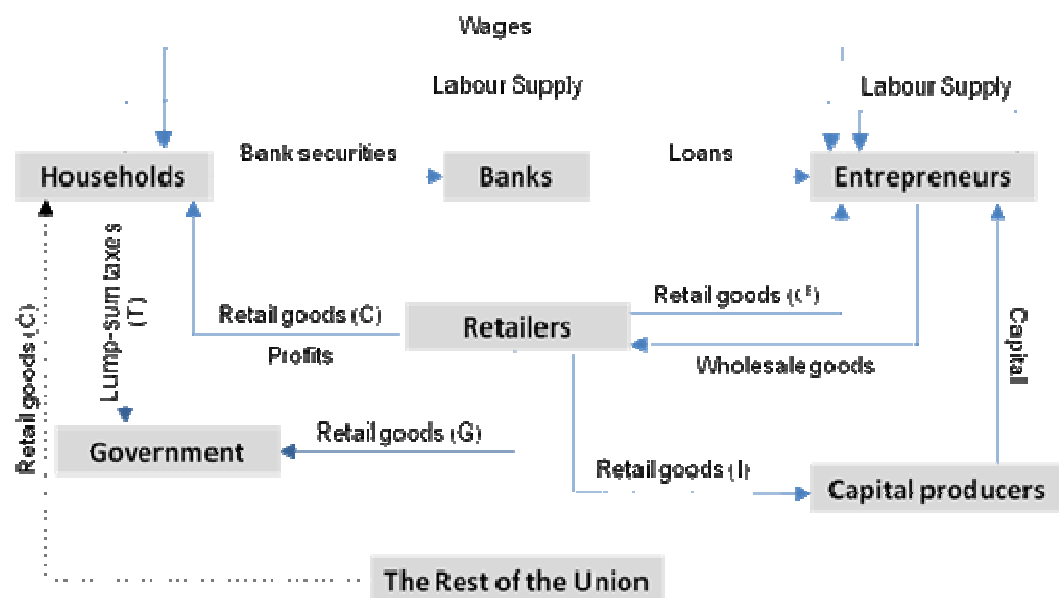 Wages
Labour Supply
Labour Supply
Bank securities
Loans
Households
Banks
Entrepreneurs
Lump-sum taxes
(T)
Retail goods (C)
Retail goods (C)
Profits
Retailers
Retail goods (Cᴱ)
Wholesale goods
Capital
Government
Retail goods (G)
Retail goods (I)
Capital producers
The Rest of the Union